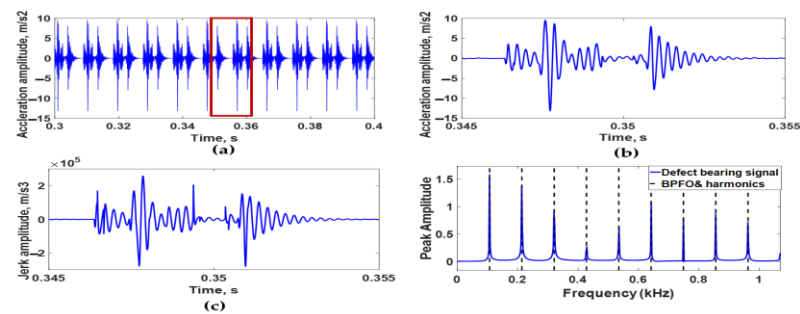 Accleration amplitude, m/s2
10
5
0
-5
-10
-15
0.3 0.32 0.34 0.36 0.38 0.4
Time, s
(a)
Accleration amplitude, m/s2
10
5
0
-5
-10
-15
0.345 0.35 0.355
Time, s
(b)
×10⁵
Jerk amplitude, m/s3
2
0
-2
0.345 0.35 0.355
Time, s
(c)
Peak Amplitude
1.5
1
0.5
0
0 0.2 0.4 0.6 0.8 1
Frequency (kHz)
Defect bearing signal
BPFO& harmonics